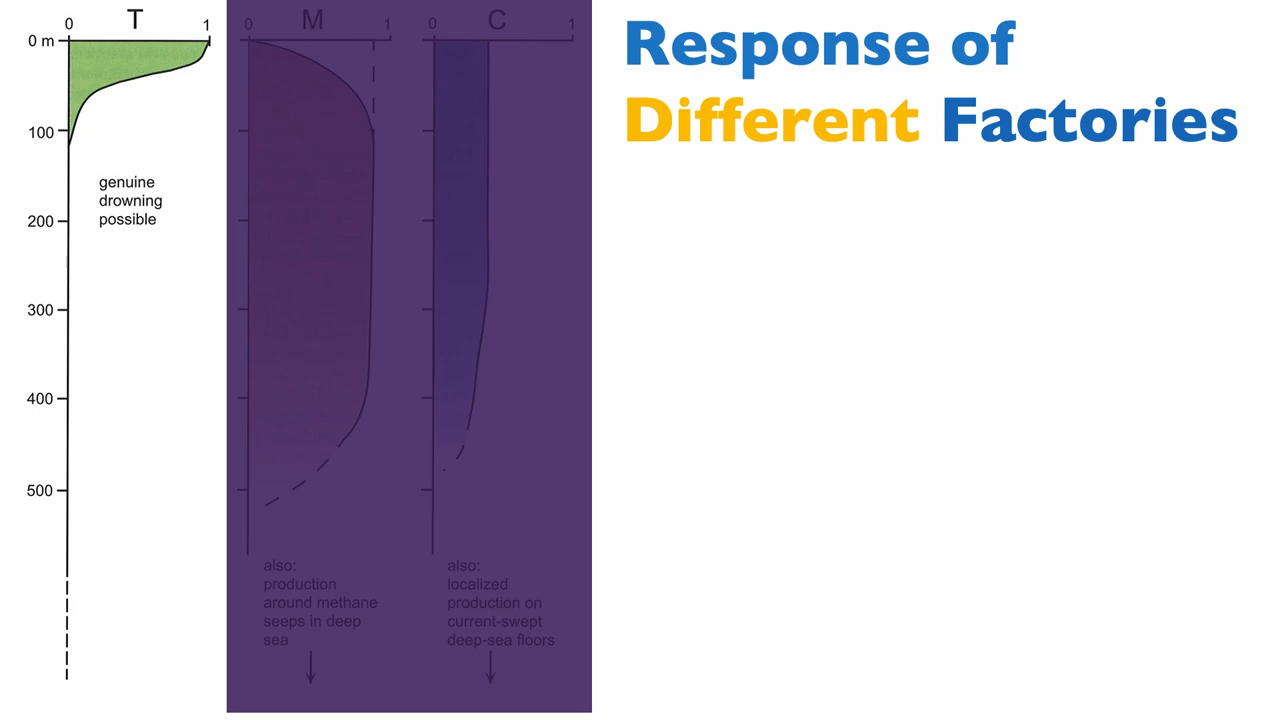 0 T 1
0 M 1
0 C 1
0 m
100
200
300
400
500
genuine
drowning
possible
also:
production
around methane
seeps in deep
sea
also:
localized
production on
current-swept
deep-sea floors
Response of
Different Factories